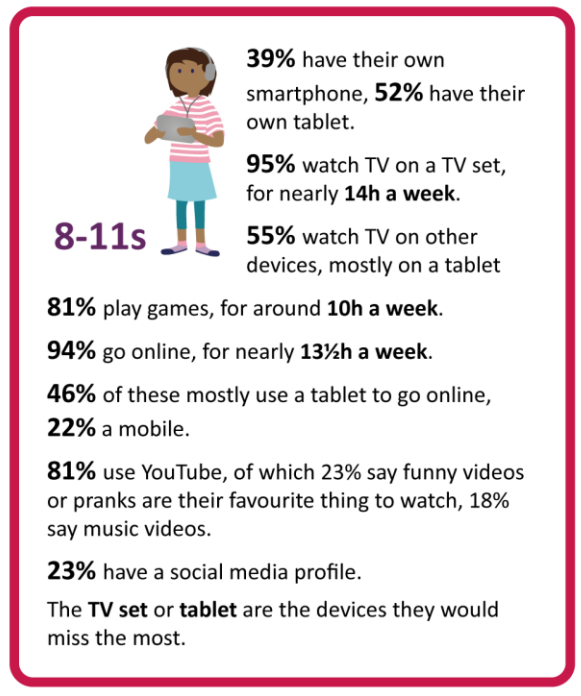 39% have their own
smartphone, 52% have their
own tablet.
95% watch TV on a TV set,
for nearly 14h a week.
8-11s
55% watch TV on other
devices, mostly on a tablet
81% play games, for around 10h a week.
94% go online, for nearly 13½h a week.
46% of these mostly use a tablet to go online,
22% a mobile.
81% use YouTube, of which 23% say funny videos
or pranks are their favourite thing to watch, 18%
say music videos.
23% have a social media profile.
The TV set or tablet are the devices they would
miss the most.